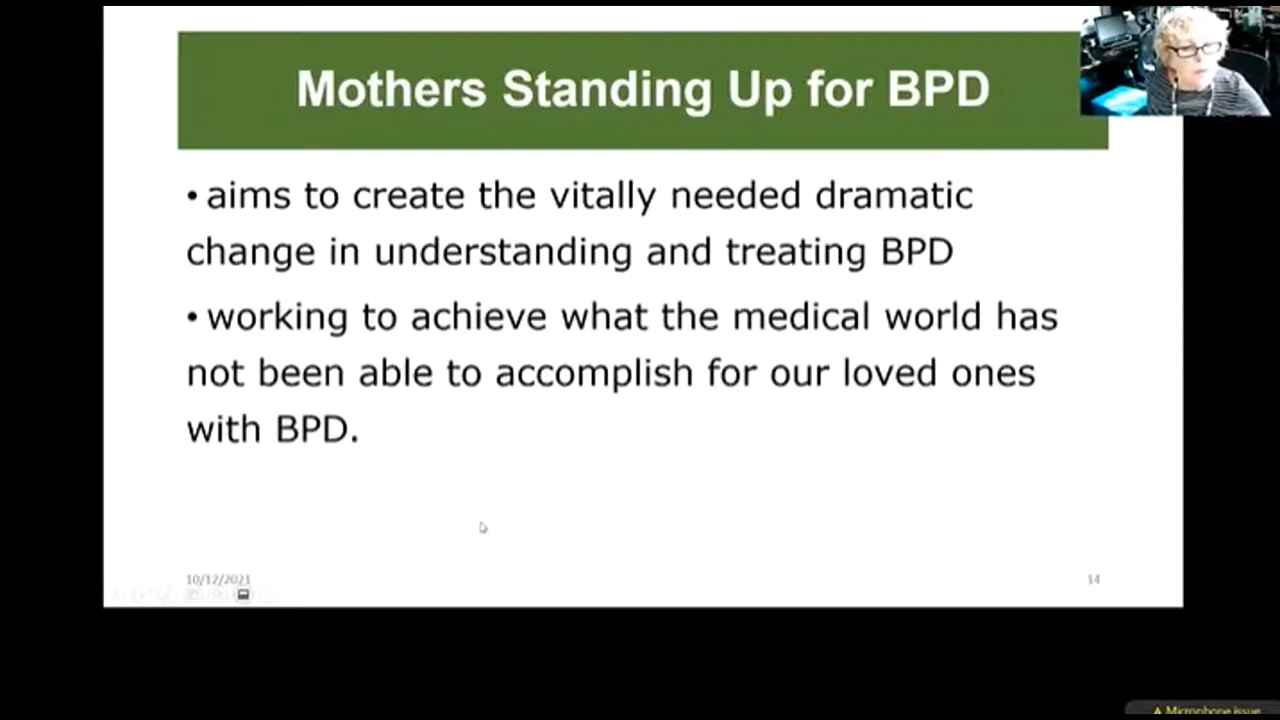 Mothers Standing Up for BPD
• aims to create the vitally needed dramatic
change in understanding and treating BPD
• working to achieve what the medical world has
not been able to accomplish for our loved ones
with BPD.
10/12/2021
14
Microphone issue